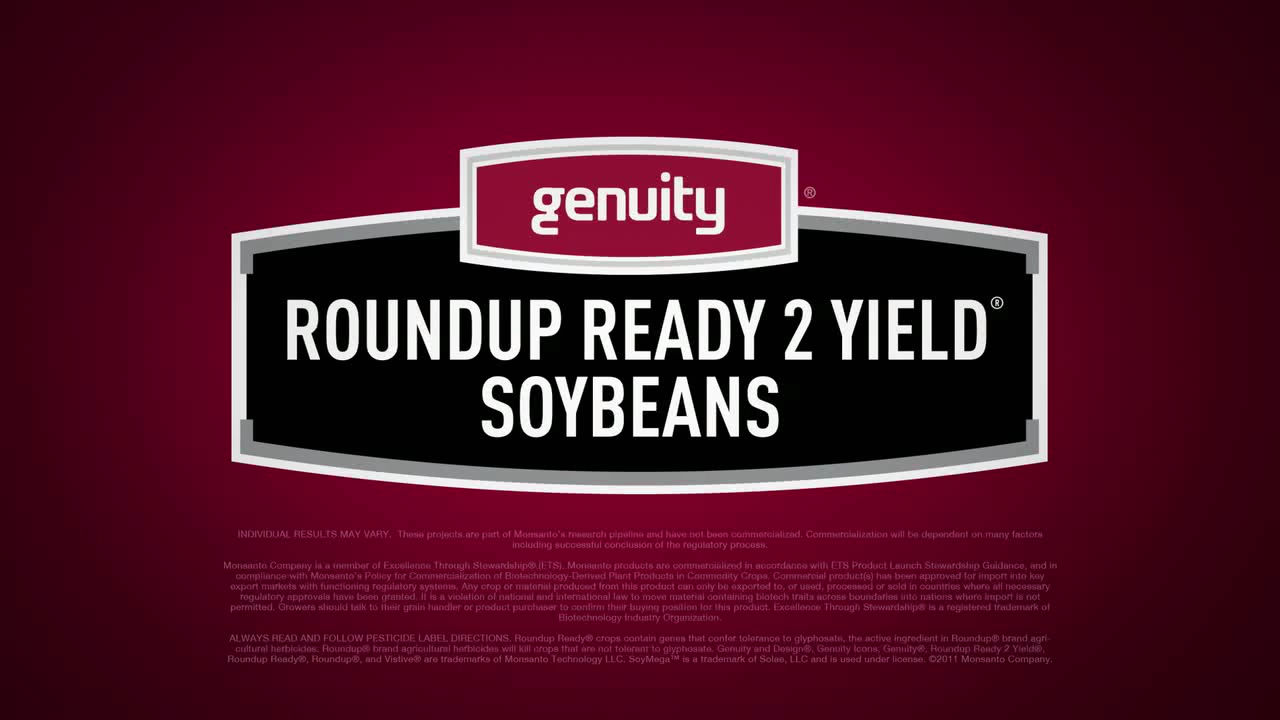 genuity
®
ROUNDUP READY 2 YIELD®
SOYBEANS
INDIVIDUAL RESULTS MAY VARY. These projects are part of Monsanto's research pipeline and have not been commercialized. Commercialization will be dependent on many factors
including successful conclusion of the regulatory process.
Monsanto Company is a member of Excellence Through Stewardship®.(ETS). Monsanto products are commercialized in accordance with ETS Product Launch Stewardship Guidance, and in
compliance with Monsanto's Policy for Commercialization of Biotechnology-Derived Plant Products in Commodity Crops. Commercial product(s) has been approved for import into key
export markets with functioning regulatory systems. Any crop or material produced from this product can only be exported to, or used, processed or sold in countries where all necessary
regulatory approvals have been granted. It is a violation of national and international law to move material containing biotech traits across boundaries into nations where import is not
permitted. Growers should talk to their grain handler or product purchaser to confirm their buying position for this product. Excellence Through Stewardship® is a registered trademark of
Biotechnology Industry Organization.
ALWAYS READ AND FOLLOW PESTICIDE LABEL DIRECTIONS. Roundup Ready® crops contain genes that confer tolerance to glyphosate, the active ingredient in Roundup® brand agri-
cultural herbicides. Roundup® brand agricultural herbicides will kill crops that are not tolerant to glyphosate. Genuity and Design®, Genuity Icons, Genuity®, Roundup Ready 2 Yield®,
Roundup Ready®, Roundup®, and Vistive® are trademarks of Monsanto Technology LLC. SoyMega™ is a trademark of Solae, LLC and is used under license. ©2011 Monsanto Company.